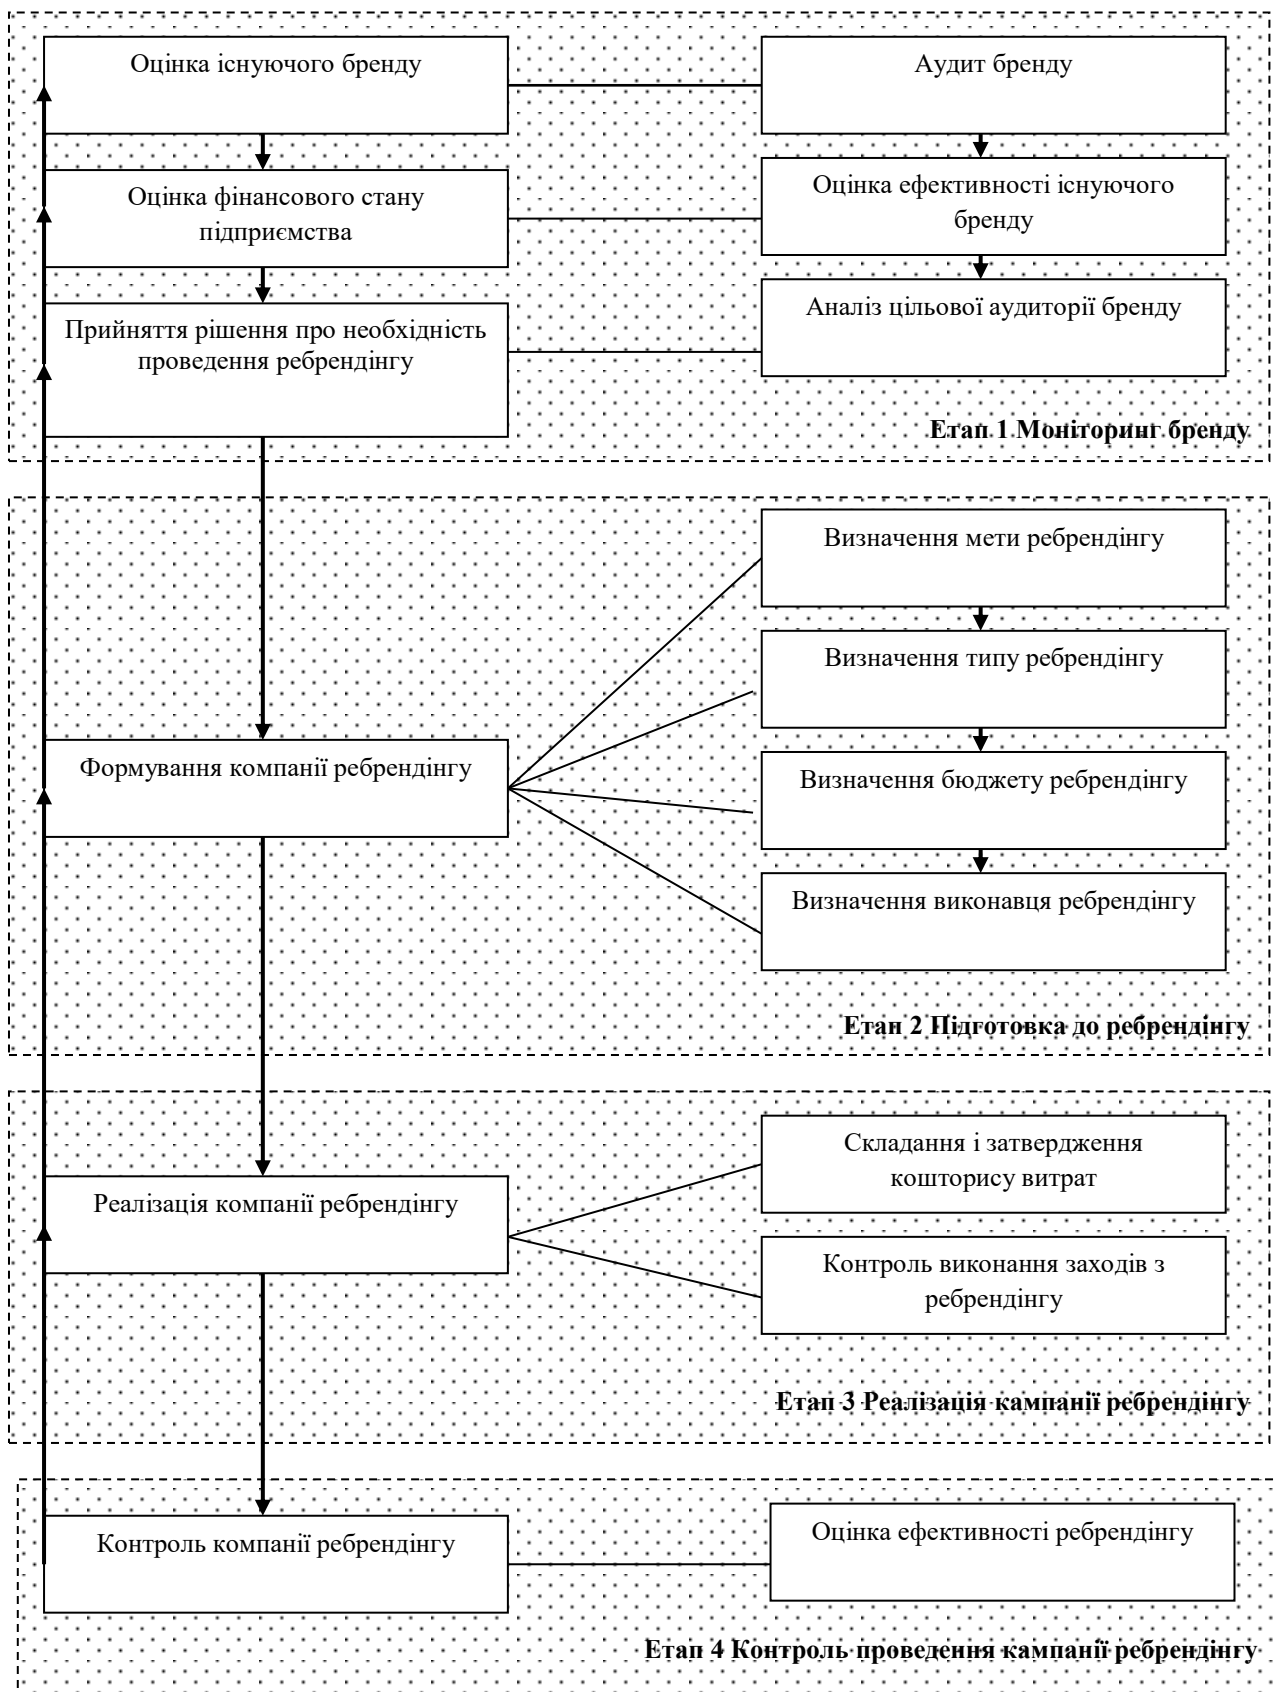 Оцінка існуючого бренду
Аудит бренду
Оцінка фінансового стану
підприємства
Оцінка ефективності існуючого
бренду
Прийняття рішення про необхідність
проведення ребрендінгу
Аналіз цільової аудиторії бренду
Етап 1 Моніторинг бренду
Визначення мети ребрендінгу
Визначення типу ребрендінгу
Формування компанії ребрендінгу
Визначення бюджету ребрендінгу
Визначення виконавця ребрендінгу
Етап 2 Підготовка до ребрендінгу
Складання і затвердження
кошторису витрат
Реалізація компанії ребрендінгу
Контроль виконання заходів з
ребрендінгу
Етап 3 Реалізація кампанії ребрендінгу
Контроль компанії ребрендінгу
Оцінка ефективності ребрендінгу
Етап 4 Контроль проведення кампанії ребрендінгу